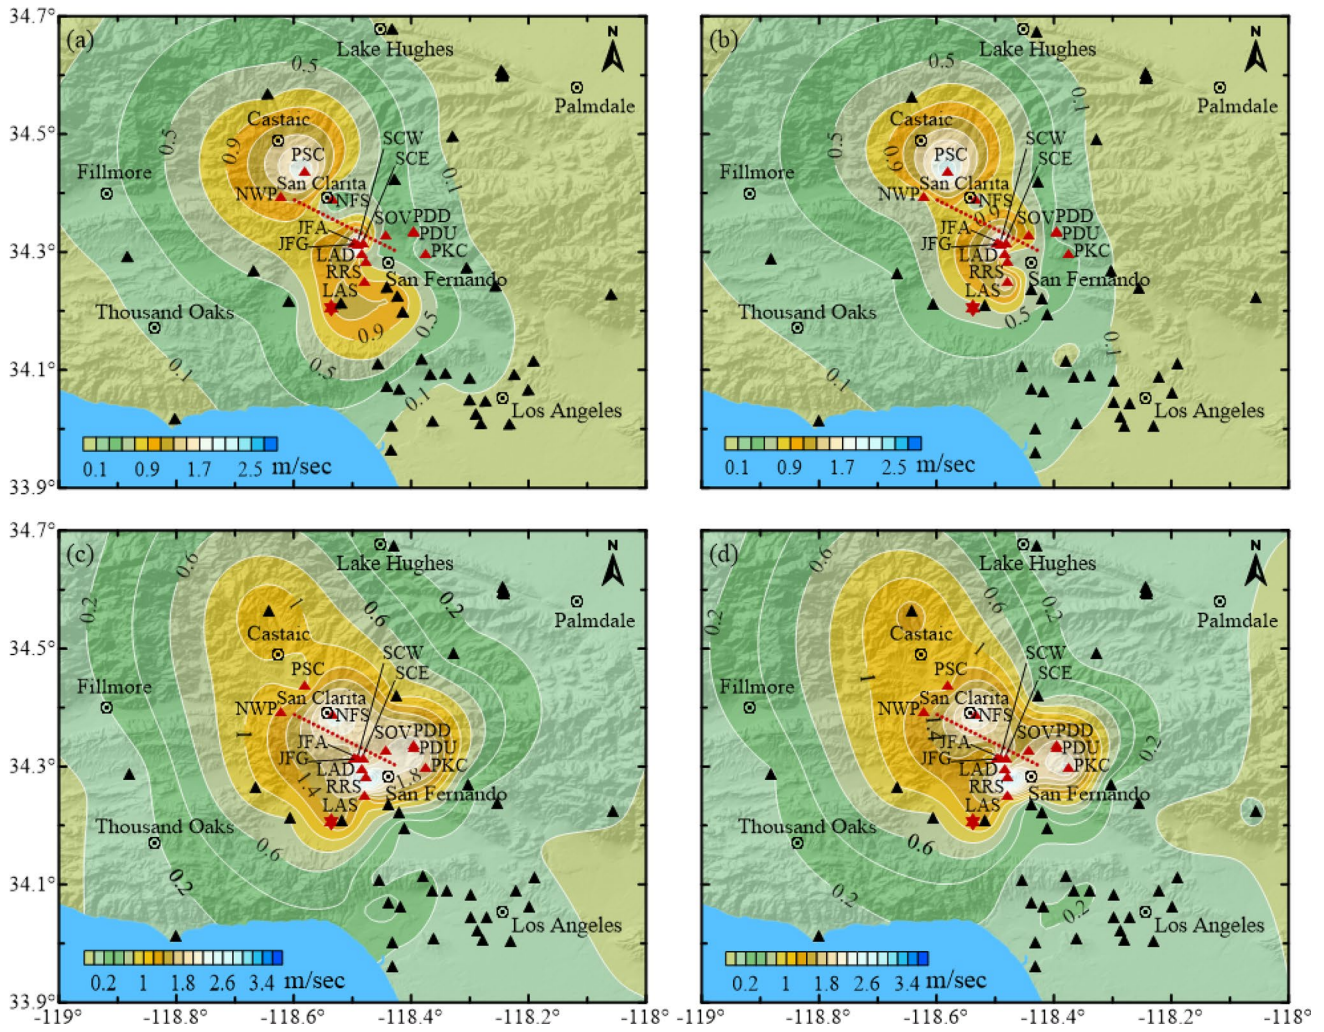 34.7°
34.5°
34.3°
34.1°
33.9°
(a)
N
Lake Hughes
0.5
Palmdale
Castaic
SCW
0.5
0.9
PSC
SCE
Fillmore
San Clarita
0.1
NWP
NFS
SOV
PDD
JFA
PDU
JFG
LAD
PKC
RRS
San Fernando
LAS
Thousand Oaks
0.9
0.5
0.5
0.1
0.1
Los Angeles
0.1 0.9 1.7 2.5 m/sec
(b)
N
Lake Hughes
0.5
0.1
Palmdale
Castaic
SCW
0.5
0.9
PSC
SCE
Fillmore
San Clarita
NWP
NFS
0.9
SOV
PDD
JFA
PDU
JFG
LAD
PKC
RRS
San Fernando
LAS
Thousand Oaks
0.5
0.1
0.1
Los Angeles
0.1 0.9 1.7 2.5 m/sec
34.7°
34.5°
34.3°
34.1°
33.9°
(c)
N
0.6
Lake Hughes
0.2
1
0.6
0.2
Palmdale
Castaic
SCW
PSC
SCE
Fillmore
San Clarita
NWP
NFS
1
SOV
PDD
JFA
PDU
JFG
LAD
PKC
1.4
RRS
1.8
San Fernando
LAS
Thousand Oaks
0.6
0.2
Los Angeles
0.2 1 1.8 2.6 3.4 m/sec
-119° -118.8° -118.6° -118.4° -118.2° -118°
(d)
N
0.6
Lake Hughes
0.2
0.6
0.2
Palmdale
Castaic
1
SCW
PSC
SCE
1
Fillmore
San Clarita
NWP
NFS
1.4
SOV
PDD
JFA
PDU
0.2
JFG
LAD
PKC
RRS
San Fernando
LAS
Thousand Oaks
0.6
0.2
0.2
Los Angeles
0.2 1 1.8 2.6 3.4 m/sec
-118.8° -118.6° -118.4° -118.2° -118°